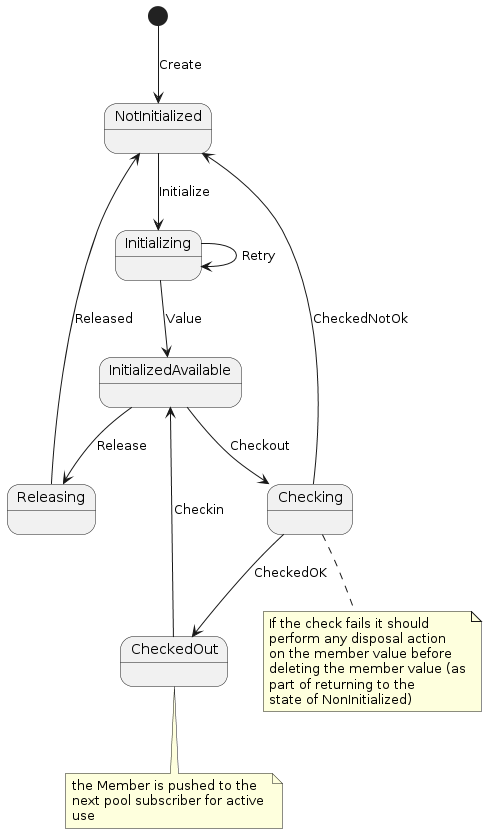 Create
NotInitialized
Initialize
Initializing
Retry
Released
Value
CheckedNotOk
InitializedAvailable
Release
Checkout
Releasing
Checkin
Checking
CheckedOK
CheckedOut
If the check fails it should
perform any disposal action
on the member value before
deleting the member value (as
part of returning to the
state of NonInitialized)
the Member is pushed to the
next pool subscriber for active
use